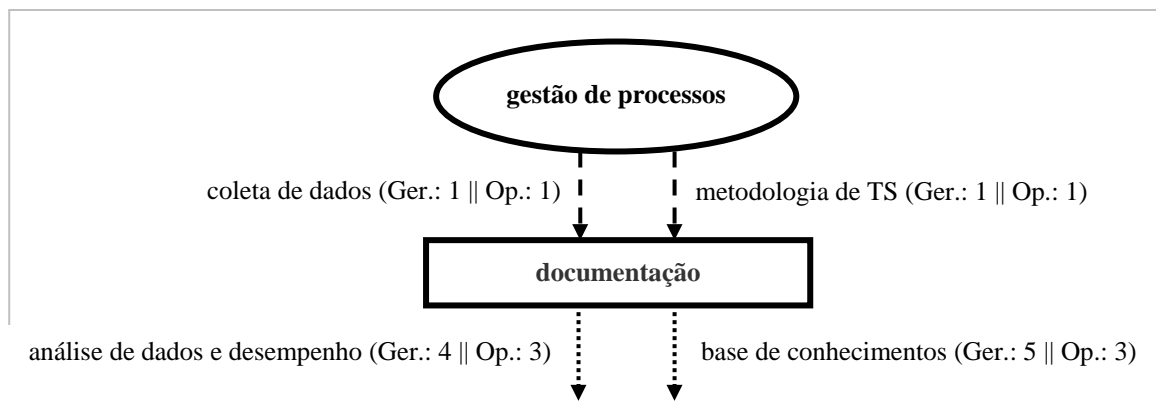 gestão de processos
coleta de dados (Ger.: 1 || Op.: 1)
metodologia de TS (Ger.: 1 || Op.: 1)
documentação
análise de dados e desempenho (Ger.: 4 || Op.: 3)
base de conhecimentos (Ger.: 5 || Op.: 3)